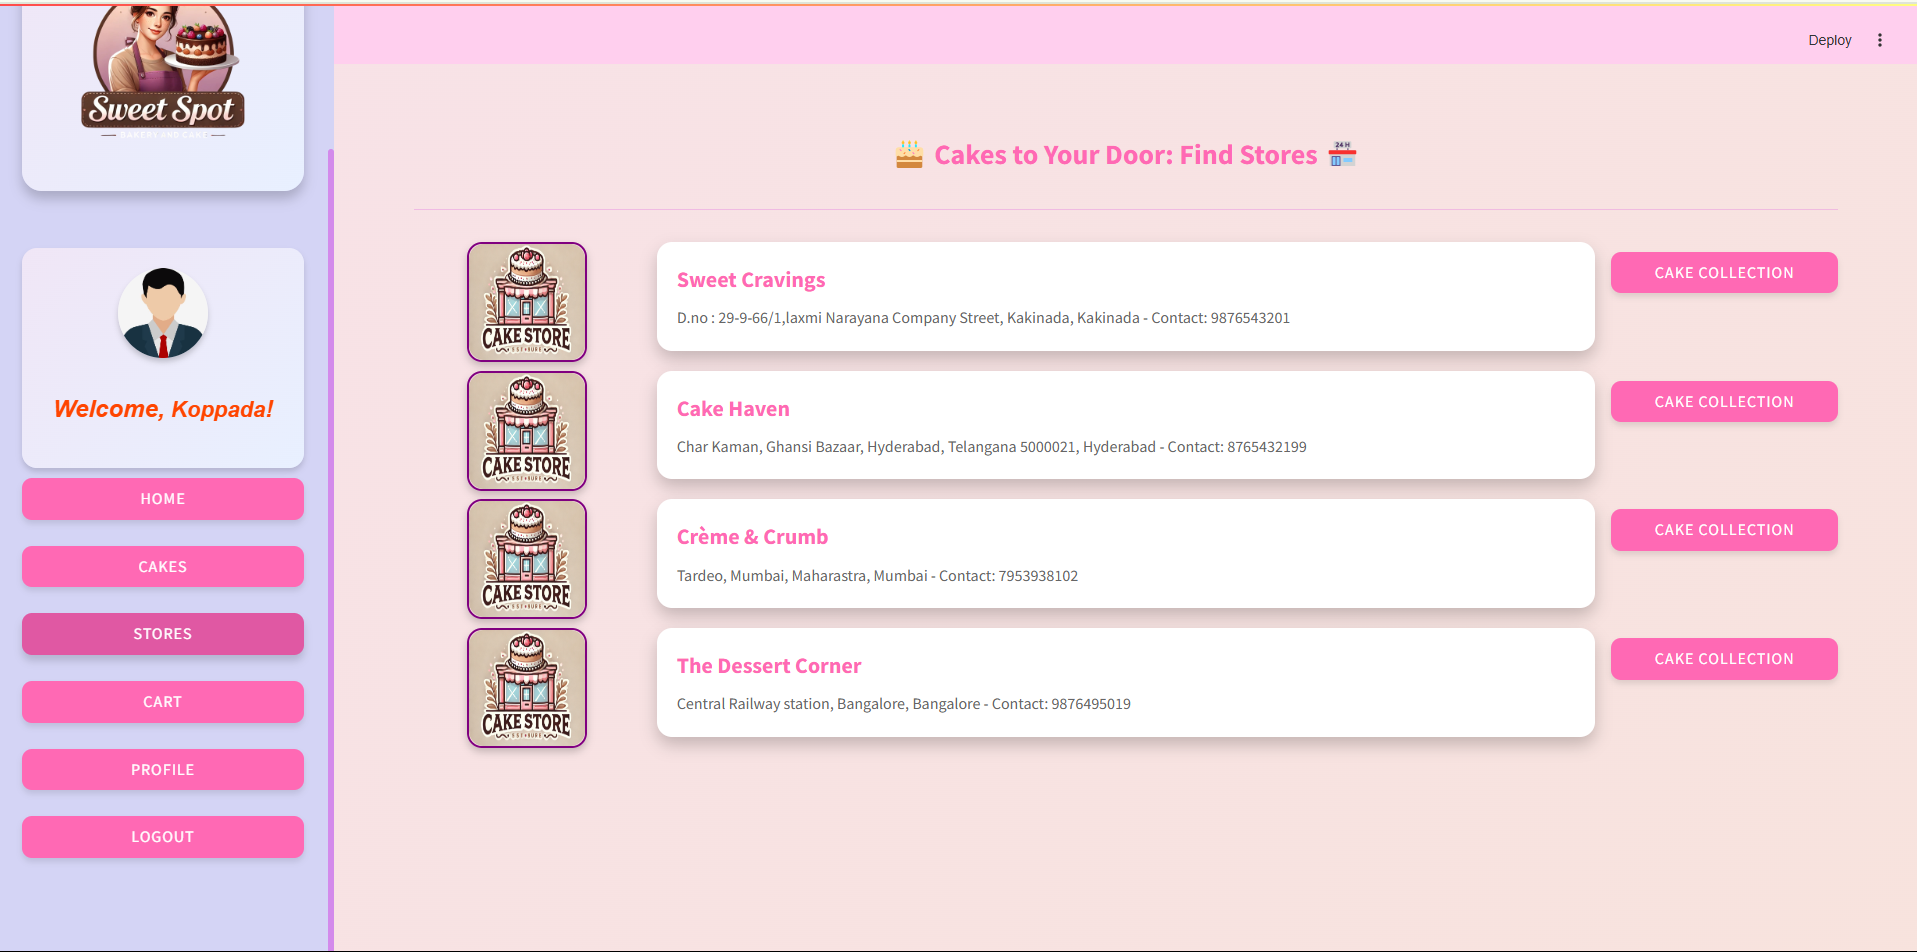 Sweet Spot
BAKERY AND CAKE
Welcome, Koppada!
HOME
CAKES
STORES
CART
PROFILE
LOGOUT
Deploy
Cakes to Your Door: Find Stores
24 H
CAKE STORE
Sweet Cravings
D.no : 29-9-66/1,laxmi Narayana Company Street, Kakinada, Kakinada - Contact: 9876543201
CAKE COLLECTION
CAKE STORE
Cake Haven
Char Kaman, Ghansi Bazaar, Hyderabad, Telangana 5000021, Hyderabad - Contact: 8765432199
CAKE COLLECTION
CAKE STORE
Crème & Crumb
Tardeo, Mumbai, Maharastra, Mumbai - Contact: 7953938102
CAKE COLLECTION
CAKE STORE
The Dessert Corner
Central Railway station, Bangalore, Bangalore - Contact: 9876495019
CAKE COLLECTION